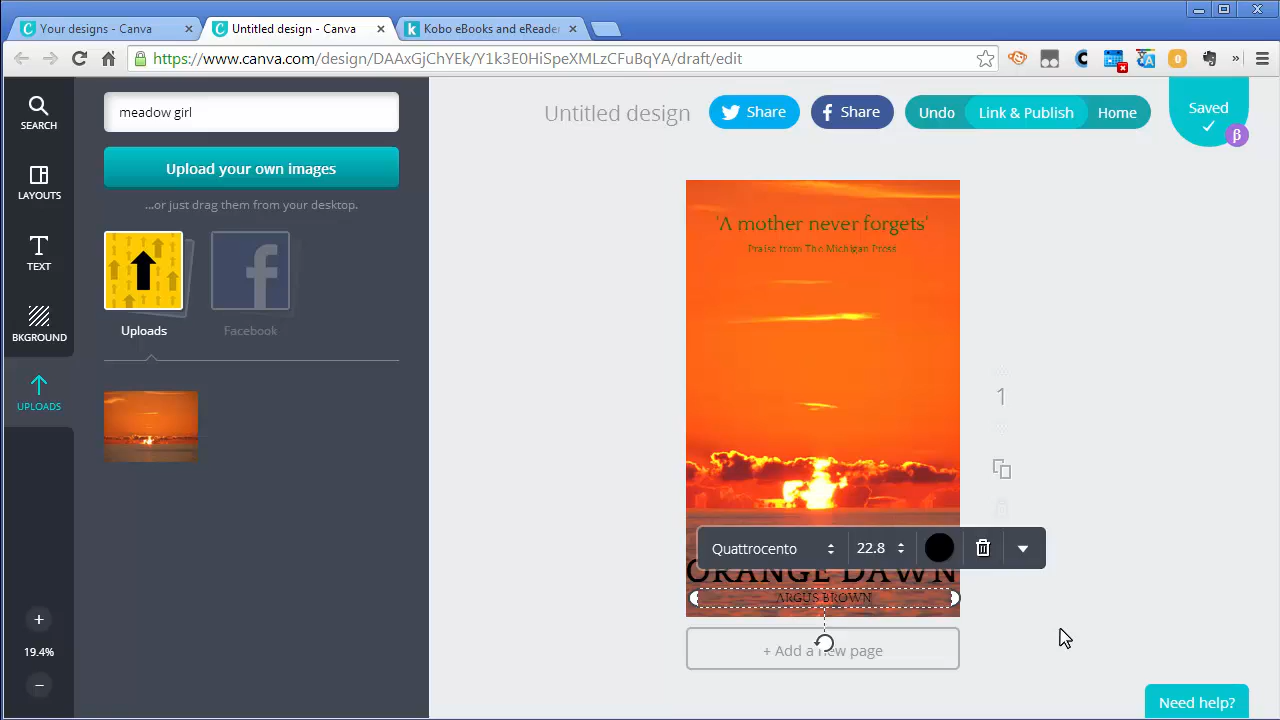 Your designs - Canva
Untitled design - Canva
Kobo eBooks and eReade
https://www.canva.com/design/DAAxGjChYEk/Y1k3E0HiSpeXMLzCFuBqYA/draft/edit
SEARCH
LAYOUTS
TEXT
BKGROUND
UPLOADS
19.4%
meadow girl
Upload your own images
...or just drag them from your desktop.
Uploads
Facebook
Untitled design
Share
Share
Undo
Link & Publish
Home
Saved
β
'A mother never forgets'
Praise from The Michigan Press
1
Quattrocento
22.8
ORANGE DAWN
ARGUS BROWN
+ Add a new page
Need help?